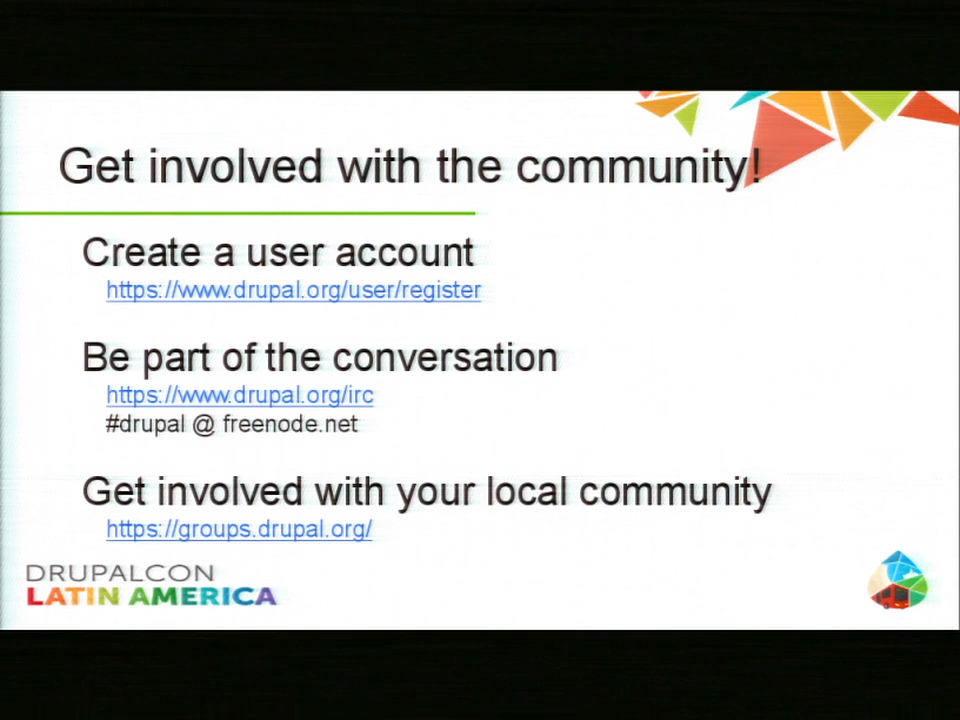 Get involved with the community!
Create a user account
https://www.drupal.org/user/register
Be part of the conversation
https://www.drupal.org/irc
#drupal @ freenode.net
Get involved with your local community
https://groups.drupal.org/
DRUPALCON
LATIN AMERICA